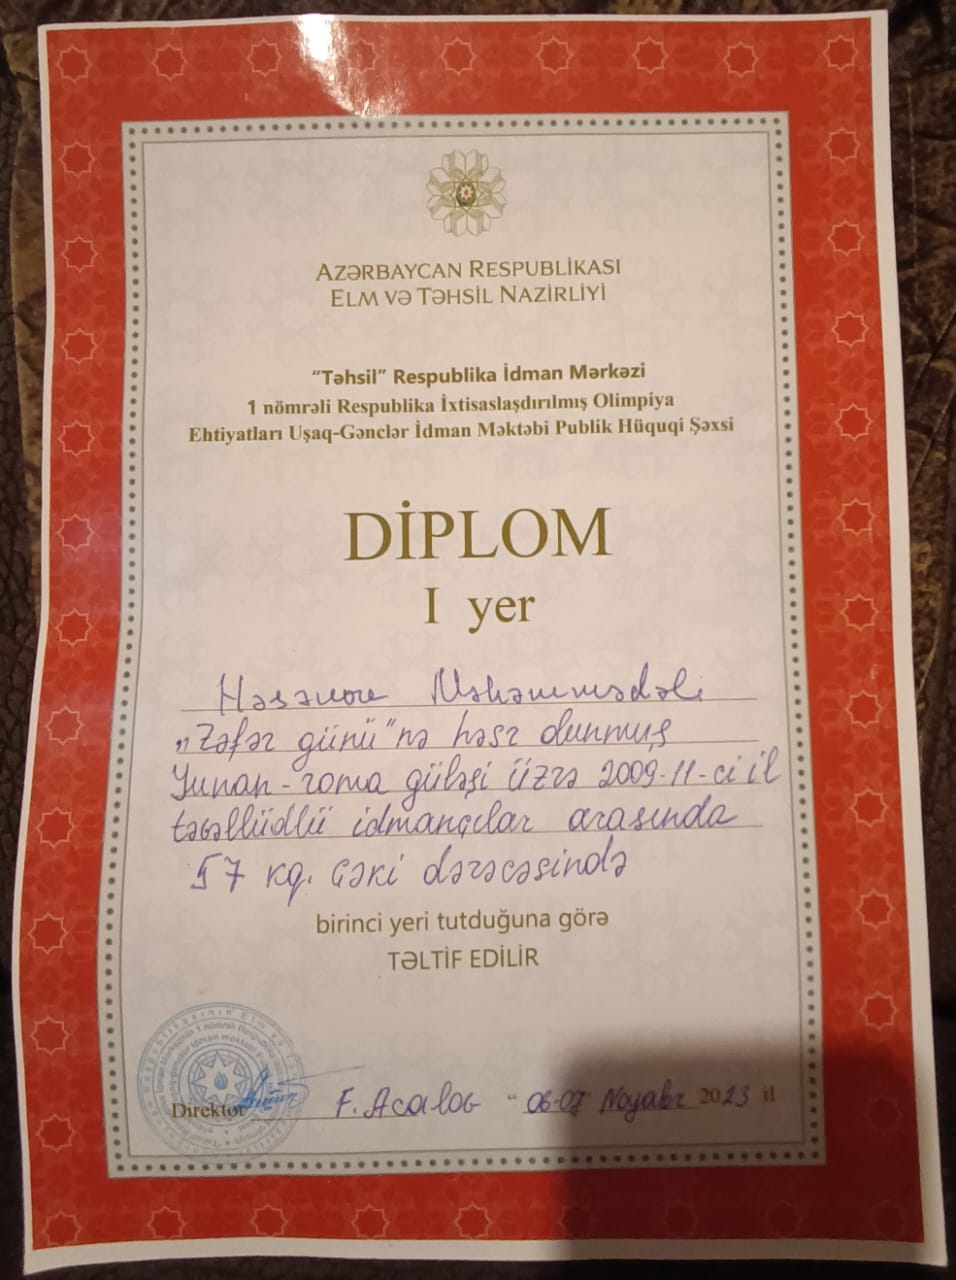 AZƏRBAYCAN RESPUBLİKASI
ELM VƏ TƏHSİL NAZİRLİYİ
“Təhsil” Respublika İdman Mərkəzi
1 nömrəli Respublika İxtisaslaşdırılmış Olimpiya
Ehtiyatları Uşaq-Gənclər İdman Məktəbi Publik Hüquqi Şəxsi
DİPLOM
I yer
Həsənov Məhəmmədəli
"Zəfər günü"nə həsr olunmuş
Yunan-roma güləşi üzrə 2009-11-ci il
təvəllüdlü idmançılar arasında
57 kq. çəki dərəcəsində
birinci yeri tutduğuna görə
TƏLTİF EDİLİR
Direktor F. Acalov "06-07 Noyabr 2023 il